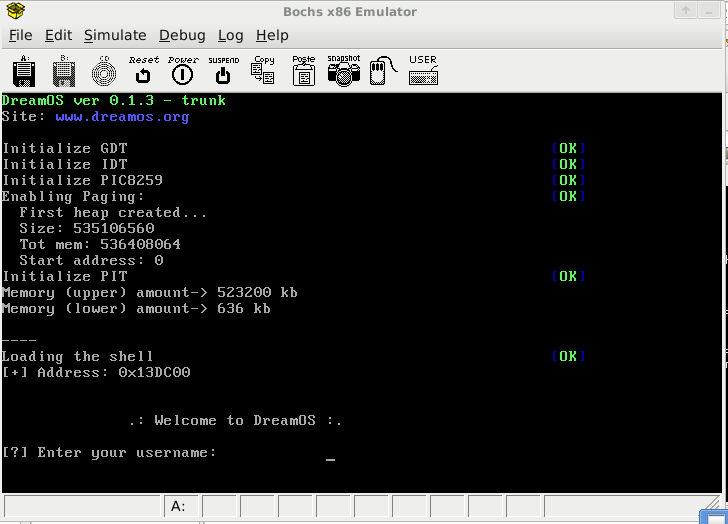 Bochs x86 Emulator
File Edit Simulate Debug Log Help
A: B: CD Reset Power SUSPEND Copy Poste snapshot USER
DreamOS ver 0.1.3 - trunk
Site: www.dreamos.org
Initialize GDT [OK]
Initialize IDT [OK]
Initialize PIC8259 [OK]
Enabling Paging: [OK]
First heap created...
Size: 535106560
Tot mem: 536408064
Start address: 0
Initialize PIT [OK]
Memory (upper) amount-> 523200 kb
Memory (lower) amount-> 636 kb
----
Loading the shell [OK]
[+] Address: 0x13DC00
.: Welcome to DreamOS :.
[?] Enter your username: _
A: